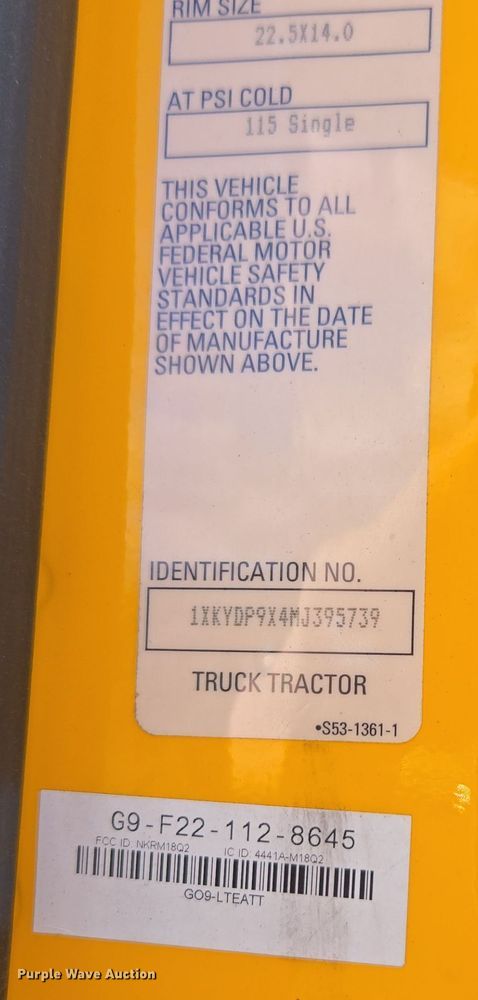 RIM SIZE
22.5X14.0
AT PSI COLD
115 Single
THIS VEHICLE
CONFORMS TO ALL
APPLICABLE U.S.
FEDERAL MOTOR
VEHICLE SAFETY
STANDARDS IN
EFFECT ON THE DATE
OF MANUFACTURE
SHOWN ABOVE.
IDENTIFICATION NO.
1XKYDP9X4MJ395739
TRUCK TRACTOR
•S53-1361-1
G9-F22-112-8645
FCC ID: NKRM18Q2 IC ID: 4441A-M18Q2
GO9-LTEATT
Purple Wave Auction